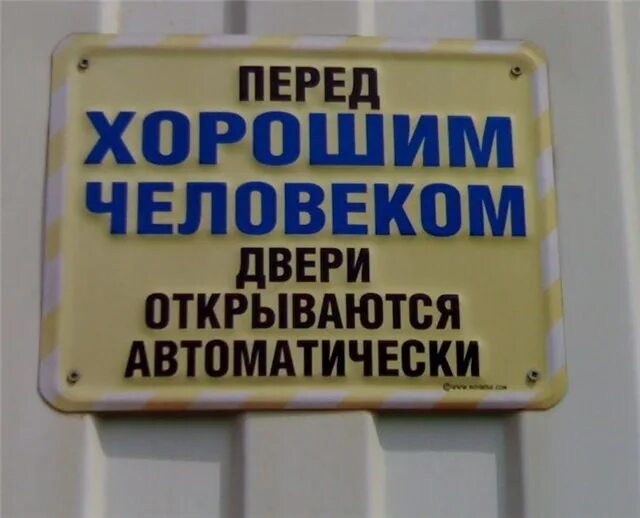 ПЕРЕД
ХОРОШИМ
ЧЕЛОВЕКОМ
ДВЕРИ
ОТКРЫВАЮТСЯ
АВТОМАТИЧЕСКИ